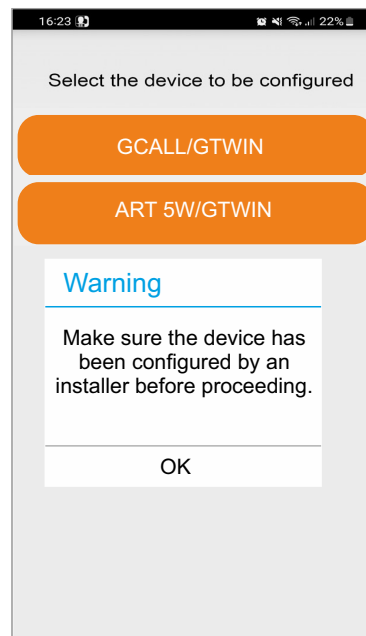 16:23 22%
Select the device to be configured
GCALL/GTWIN
ART 5W/GTWIN
Warning
Make sure the device has
been configured by an
installer before proceeding.
OK